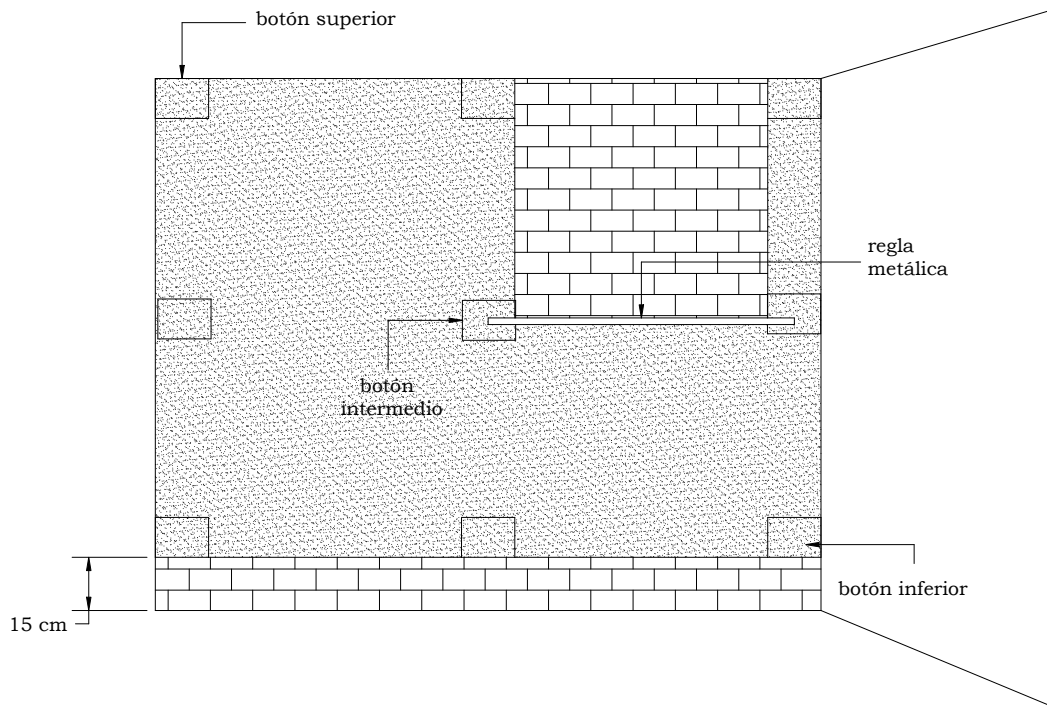 botón superior
regla
metálica
botón
intermedio
botón inferior
15 cm